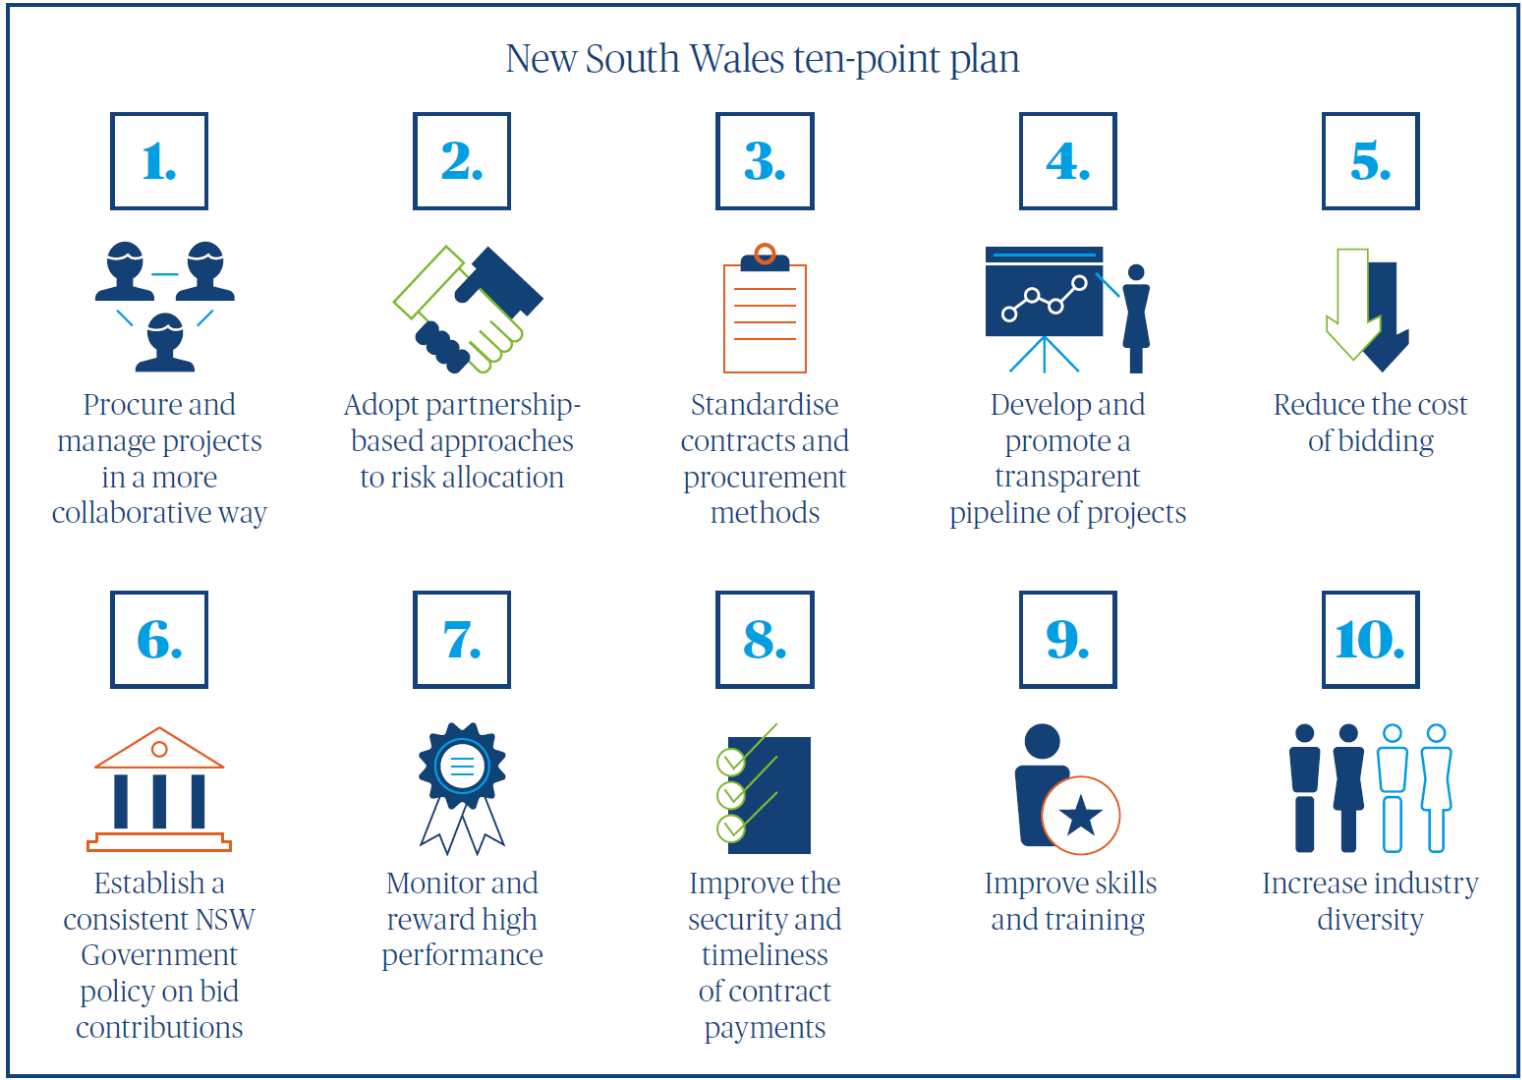 New South Wales ten-point plan
1.
Procure and
manage projects
in a more
collaborative way
2.
Adopt partnership-
based approaches
to risk allocation
3.
Standardise
contracts and
procurement
methods
4.
Develop and
promote a
transparent
pipeline of projects
5.
Reduce the cost
of bidding
6.
Establish a
consistent NSW
Government
policy on bid
contributions
7.
Monitor and
reward high
performance
8.
Improve the
security and
timeliness
of contract
payments
9.
Improve skills
and training
10.
Increase industry
diversity